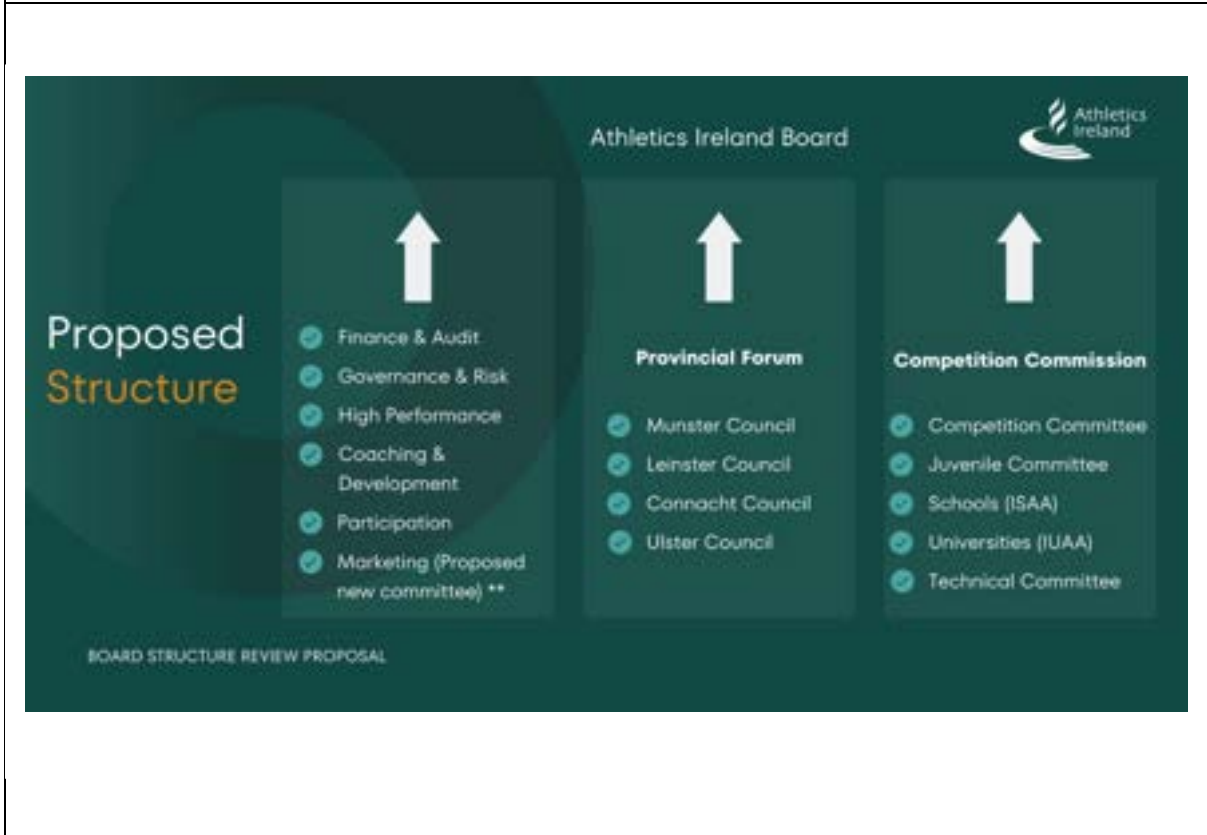 Athletics Ireland Board
Athletics
Ireland
Proposed
Structure
Finance & Audit
Governance & Risk
High Performance
Coaching &
Development
Participation
Marketing (Proposed
new committee) **
Provincial Forum
Munster Council
Leinster Council
Connacht Council
Ulster Council
Competition Commission
Competition Committee
Juvenile Committee
Schools (ISAA)
Universities (IUAA)
Technical Committee
BOARD STRUCTURE REVIEW PROPOSAL